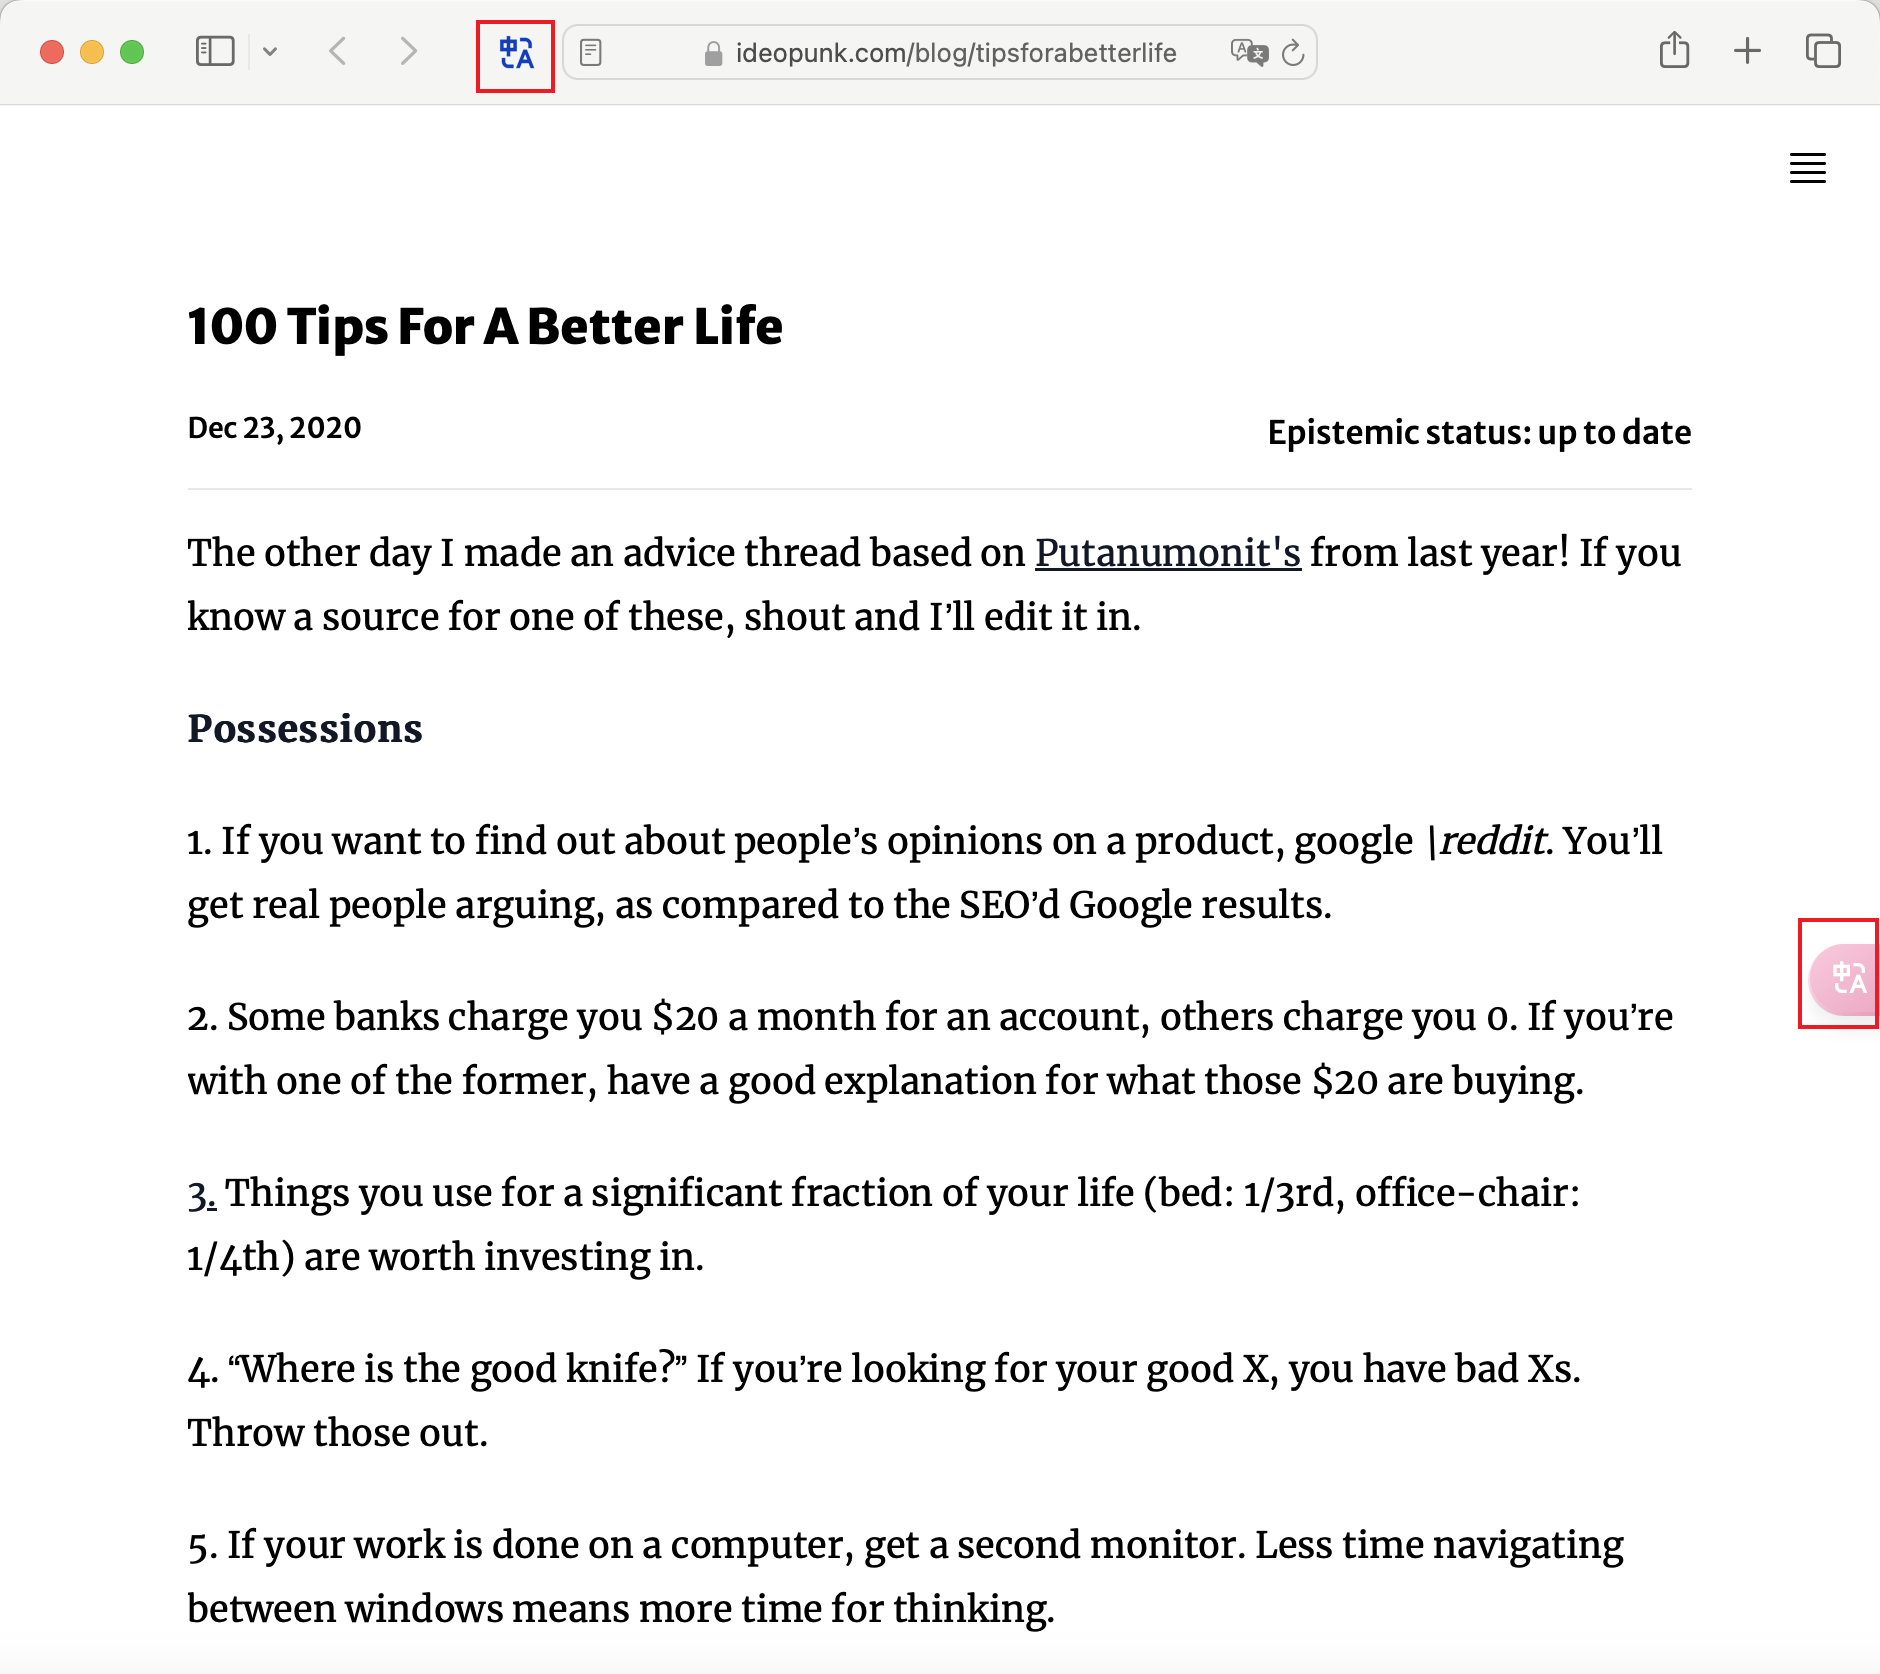 中A
ideopunk.com/blog/tipsforabetterlife
A文
100 Tips For A Better Life
Dec 23, 2020
Epistemic status: up to date
The other day I made an advice thread based on Putanumonit's from last year! If you
know a source for one of these, shout and I’ll edit it in.
Possessions
1. If you want to find out about people’s opinions on a product, google |reddit. You’ll
get real people arguing, as compared to the SEO’d Google results.
2. Some banks charge you $20 a month for an account, others charge you 0. If you’re
with one of the former, have a good explanation for what those $20 are buying.
中A
3. Things you use for a significant fraction of your life (bed: 1/3rd, office-chair:
1/4th) are worth investing in.
4. “Where is the good knife?” If you’re looking for your good X, you have bad Xs.
Throw those out.
5. If your work is done on a computer, get a second monitor. Less time navigating
between windows means more time for thinking.